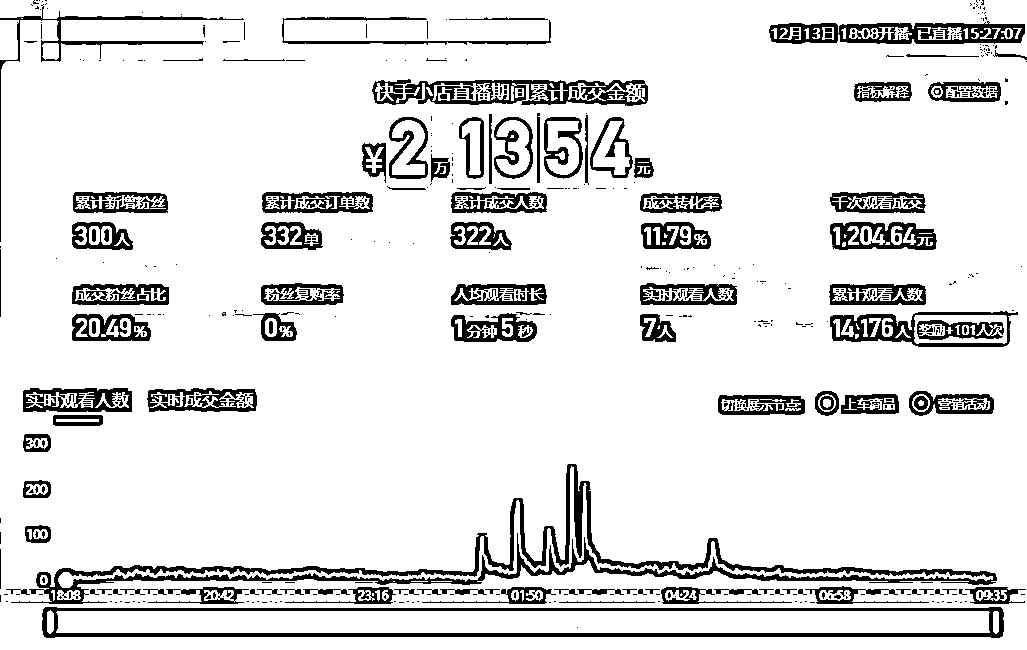 12月13日 18:08开播 已直播15:27:07
快手小店直播期间累计成交金额
指标解释 配置数据
¥2万1354元
累计新增粉丝 累计成交订单数 累计成交人数 成交转化率 千次观看成交
300人 332单 322人 11.79% 1,204.64元
成交粉丝占比 粉丝复购率 人均观看时长 实时观看人数 累计观看人数
20.49% 0% 1分钟5秒 7人 14,176人 奖励+101人次
实时观看人数 实时成交金额
切换展示节点 上车商品 营销活动
300
200
100
0
18:08 20:42 23:16 01:50 04:24 06:58 09:35